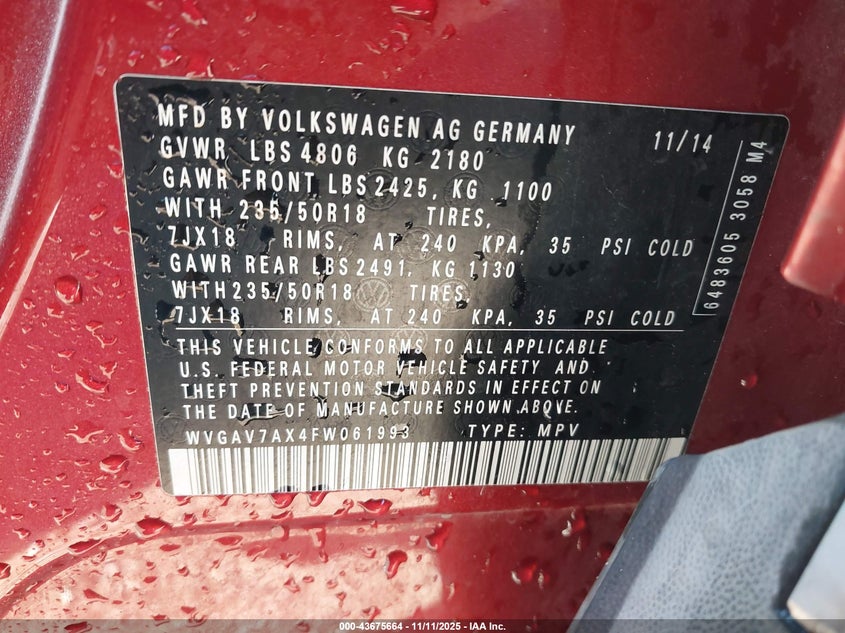 MFD BY VOLKSWAGEN AG GERMANY 11/14
GVWR LBS 4806 KG 2180
GAWR FRONT LBS 2425, KG 1100
WITH 235/50R18 TIRES,
7JX18 RIMS, AT 240 KPA, 35 PSI COLD
GAWR REAR LBS 2491, KG 1130
WITH 235/50R18 TIRES,
7JX18 RIMS, AT 240 KPA, 35 PSI COLD
THIS VEHICLE CONFORMS TO ALL APPLICABLE
U.S. FEDERAL MOTOR VEHICLE SAFETY AND
THEFT PREVENTION STANDARDS IN EFFECT ON
THE DATE OF MANUFACTURE SHOWN ABOVE.
WVGAV7AX4FW061993 TYPE: MPV
6483605 3058 M4
000-43675664 - 11/11/2025 - IAA Inc.